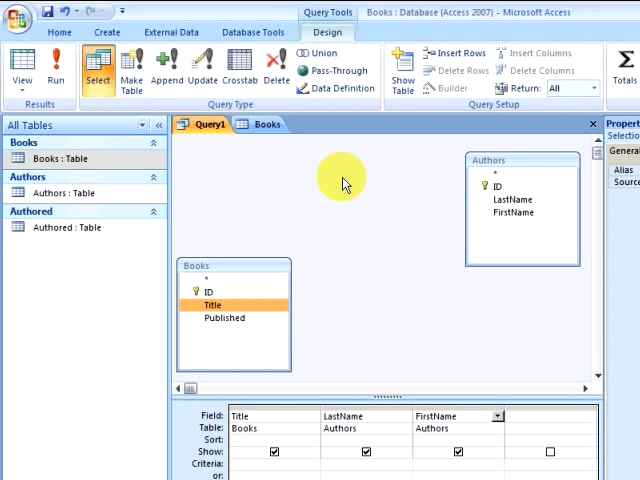 Query Tools
Books : Database (Access 2007) - Microsoft Access
Home
Create
External Data
Database Tools
Design
View
Run
Select
Make Table
Append
Update
Crosstab
Delete
Union
Pass-Through
Data Definition
Show Table
Insert Rows
Delete Rows
Builder
Insert Columns
Delete Columns
Return: All
Σ
Totals
Results
Query Type
Query Setup
All Tables
Books
Books : Table
Authors
Authors : Table
Authored
Authored : Table
Query1
Books
Authors
*
ID
LastName
FirstName
Books
*
ID
Title
Published
Field: Title LastName FirstName
Table: Books Authors Authors
Sort:
Show:
Criteria:
or:
Propert
Selectio
General
Alias
Source